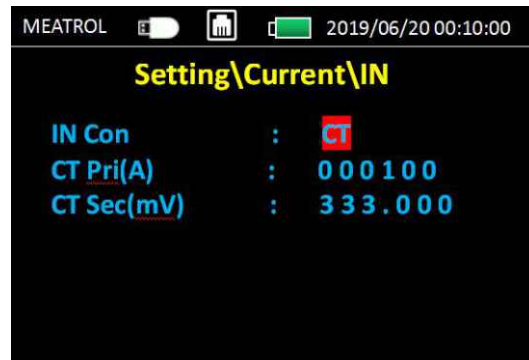 MEATROL 2019/06/20 00:10:00
Setting\Current\IN
IN Con : CT
CT Pri(A) : 000100
CT Sec(mV) : 333.000